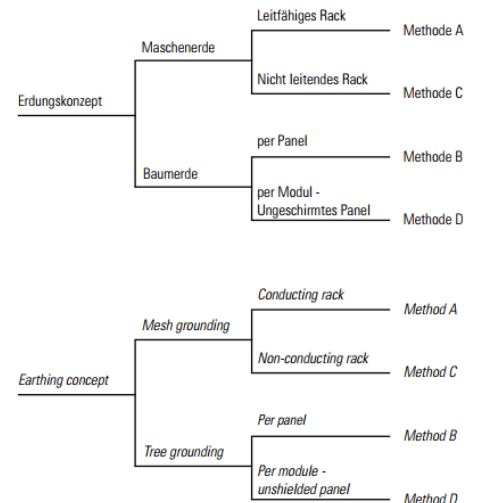 Leitfähiges Rack
Methode A
Maschenerde
Nicht leitendes Rack
Methode C
Erdungskonzept
per Panel
Methode B
Baumerde
per Modul -
Ungeschirmtes Panel
Methode D
Conducting rack
Method A
Mesh grounding
Non-conducting rack
Method C
Earthing concept
Per panel
Method B
Tree grounding
Per module -
unshielded panel
Method D